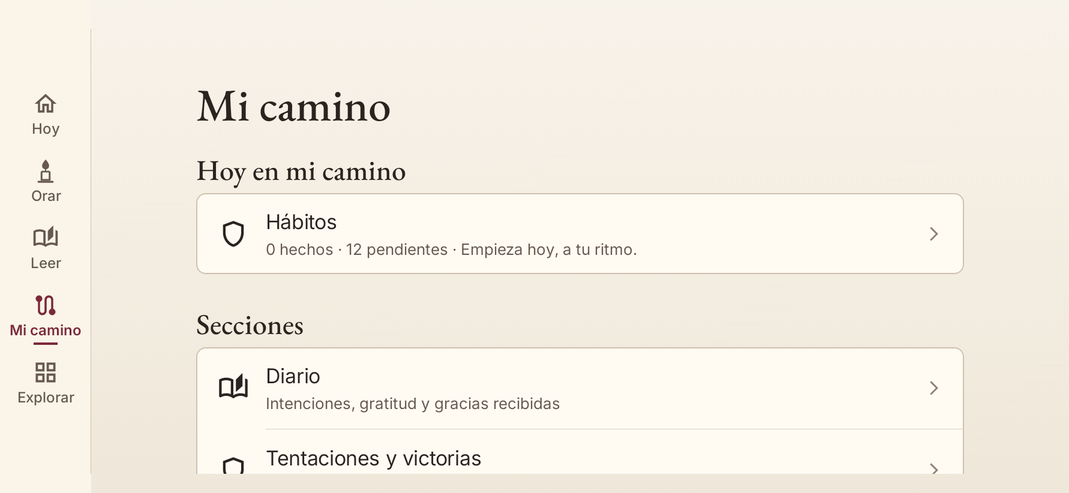 Hoy
Orar
Leer
Mi camino
Explorar
Mi camino
Hoy en mi camino
Hábitos
0 hechos · 12 pendientes · Empieza hoy, a tu ritmo.
Secciones
Diario
Intenciones, gratitud y gracias recibidas
Tentaciones y victorias